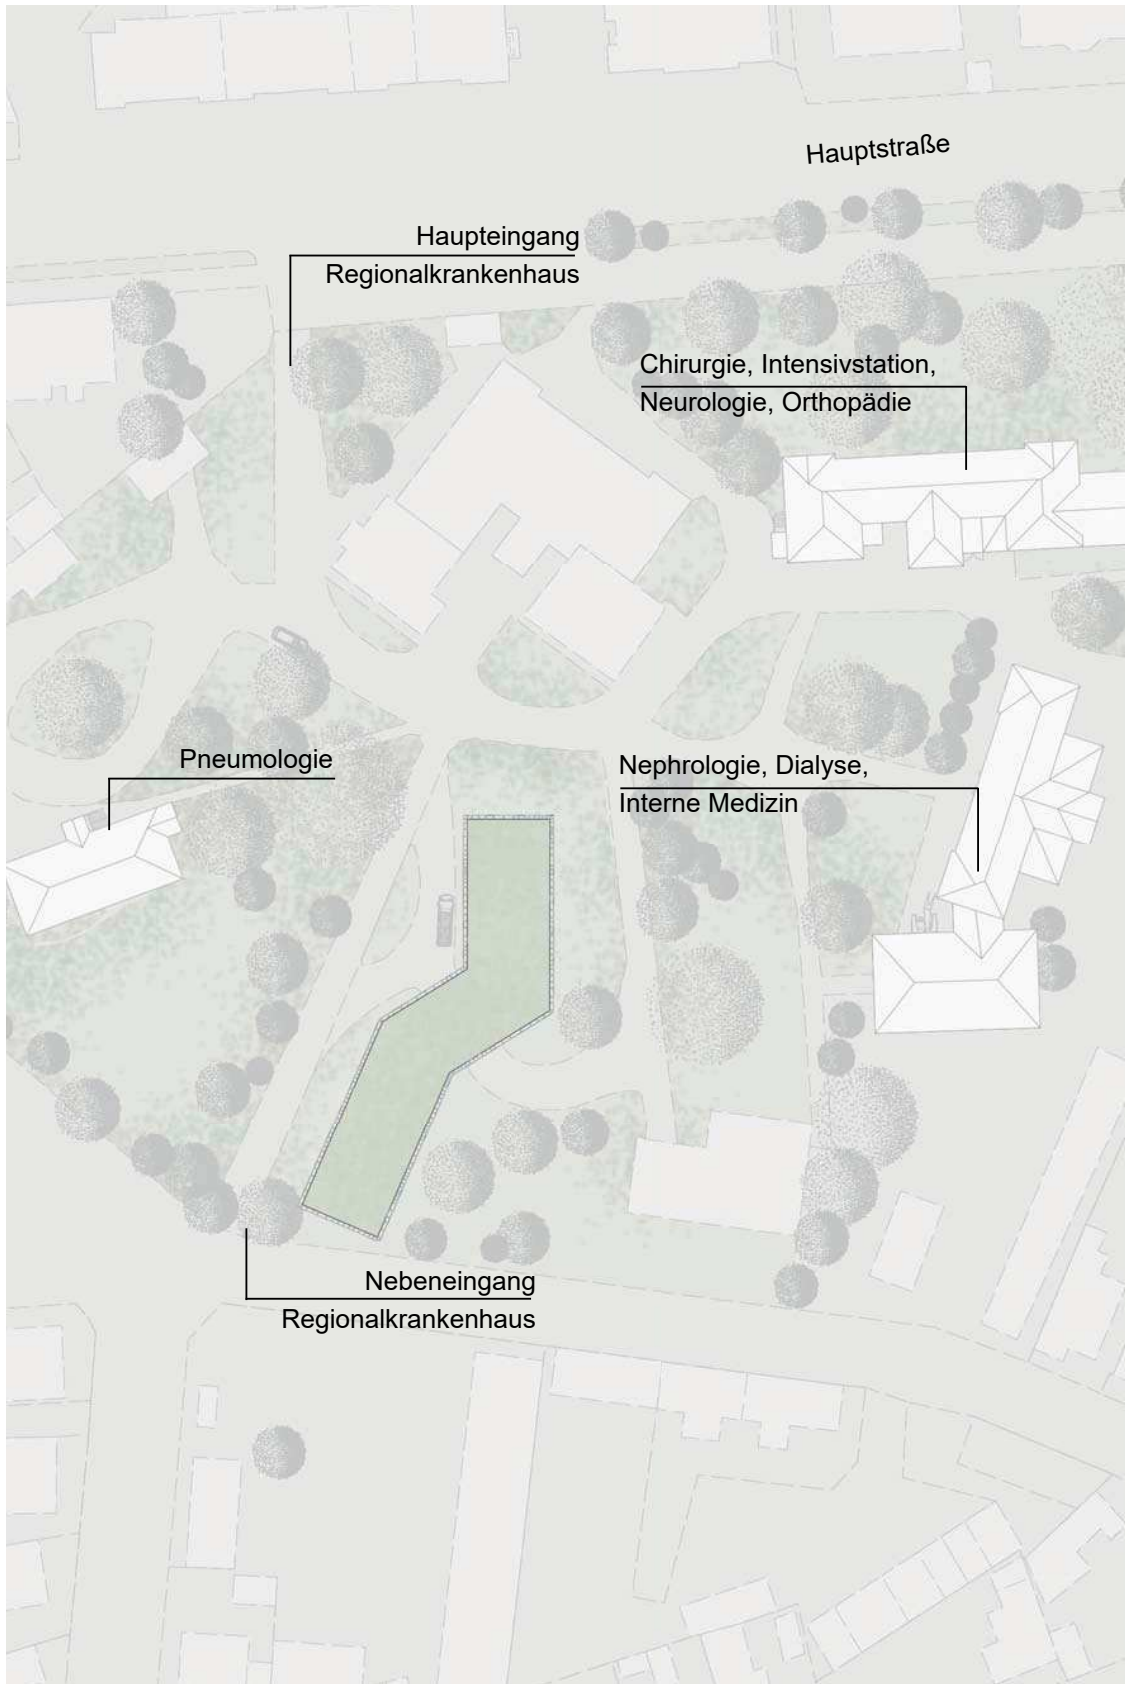 Hauptstraße
Haupteingang
Regionalkrankenhaus
Chirurgie, Intensivstation,
Neurologie, Orthopädie
Pneumologie
Nephrologie, Dialyse,
Interne Medizin
Nebeneingang
Regionalkrankenhaus